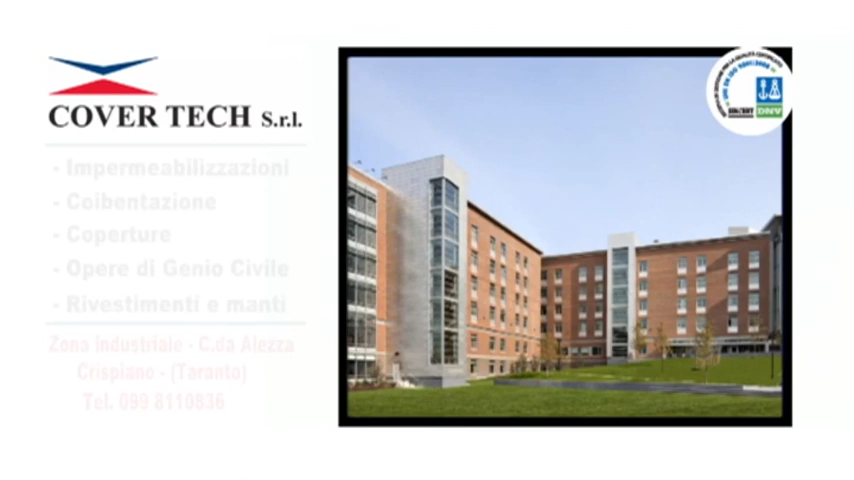 COVER TECH S.r.l.
- Impermeabilizzazioni
- Coibentazione
- Coperture
- Opere di Genio Civile
- Rivestimenti e manti
Zona Industriale - C.da Alezza
Crispiano - (Taranto)
Tel. 099 8110836
DNV